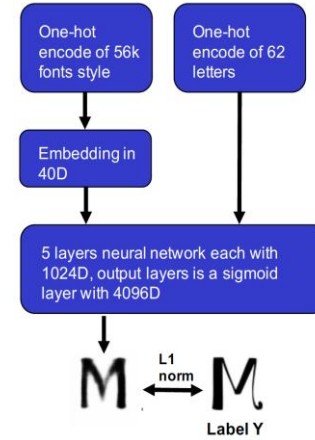 One-hot
encode of 56k
fonts style
One-hot
encode of 62
letters
Embedding in
40D
5 layers neural network each with
1024D, output layers is a sigmoid
layer with 4096D
M
L1
norm
M
Label Y